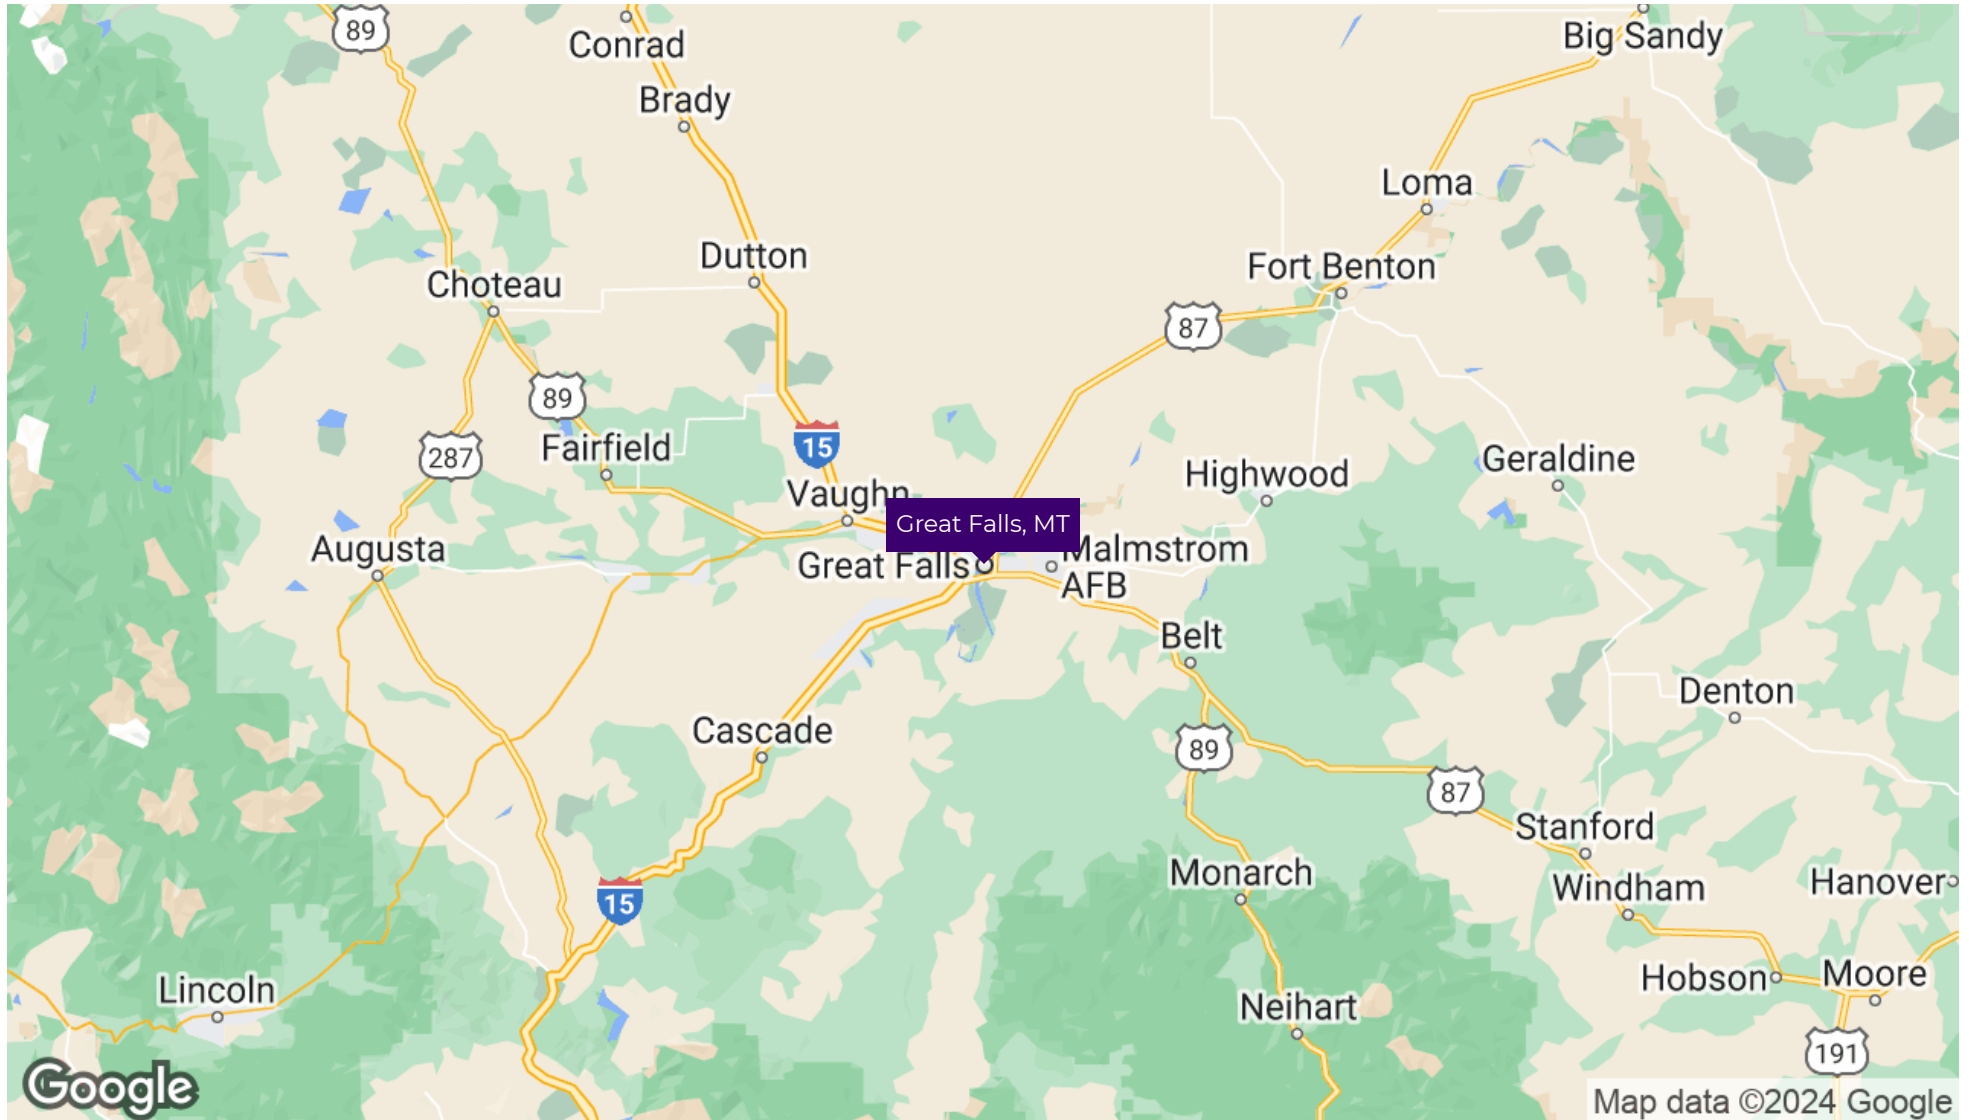 89
Conrad
Big Sandy
Brady
Loma
Dutton
Fort Benton
Choteau
87
89
15
Fairfield
287
Geraldine
Highwood
Vaughn
Great Falls, MT
Augusta
Great Falls
Malmstrom
AFB
Belt
Denton
Cascade
89
87
Stanford
Monarch
Hanover
Windham
15
Lincoln
Hobson
Moore
Neihart
191
Google
Map data ©2024 Google